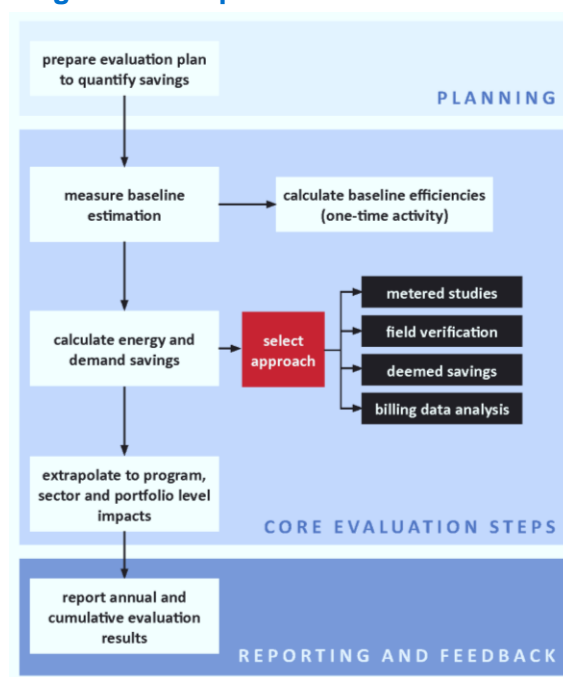 prepare evaluation plan
to quantify savings
PLANNING
measure baseline
estimation
calculate baseline efficiencies
(one-time activity)
calculate energy and
demand savings
select
approach
metered studies
field verification
deemed savings
billing data analysis
extrapolate to program,
sector and portfolio level
impacts
CORE EVALUATION STEPS
report annual and
cumulative evaluation
results
REPORTING AND FEEDBACK